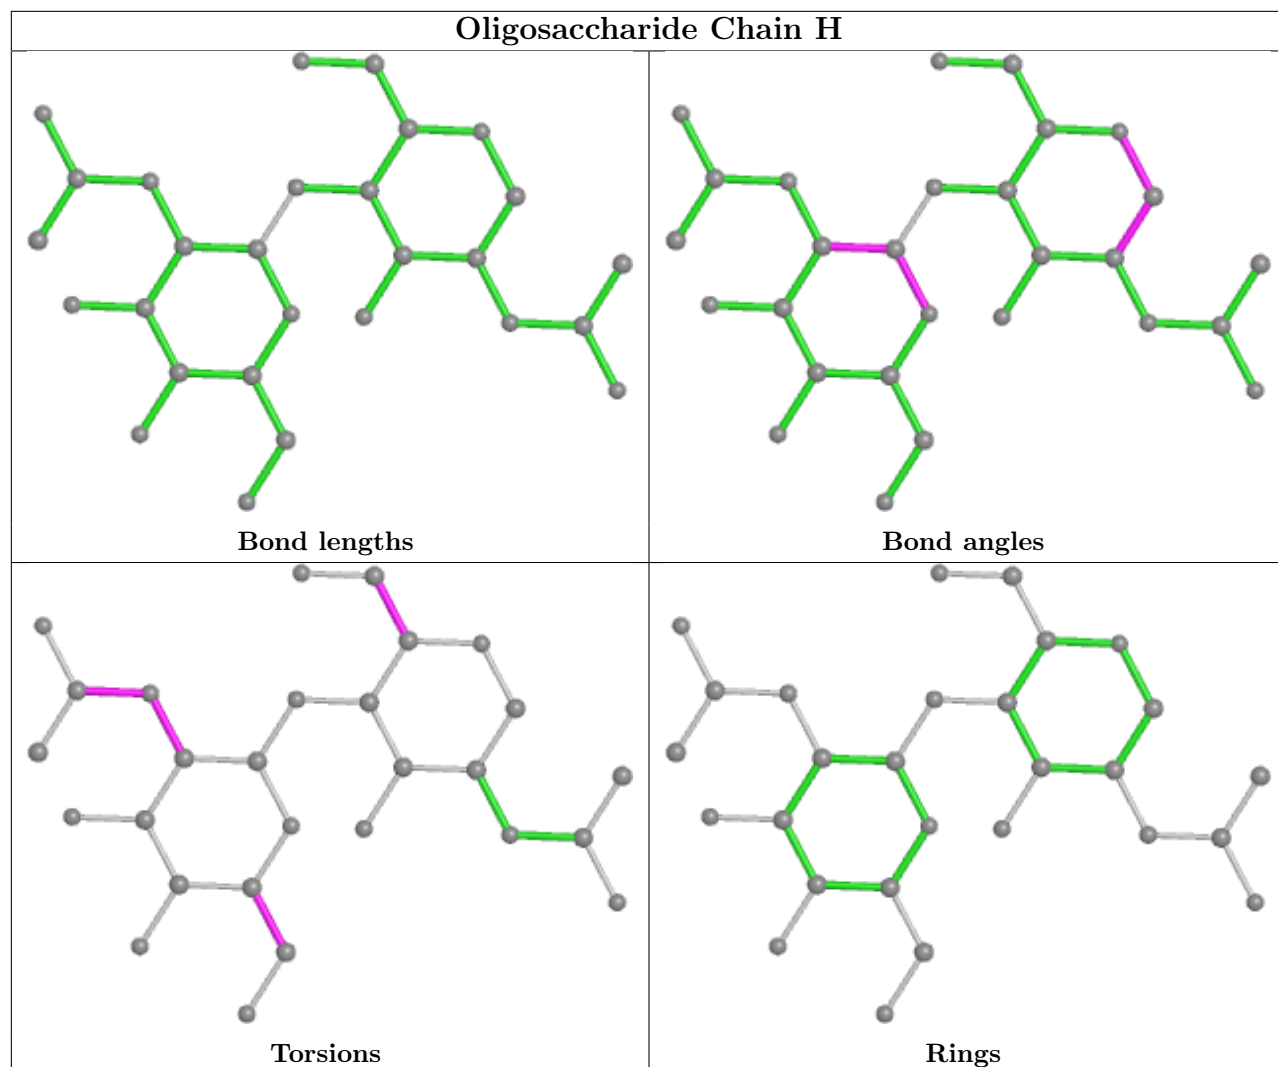 Oligosaccharide Chain H
Bond lengths
Bond angles
Torsions
Rings